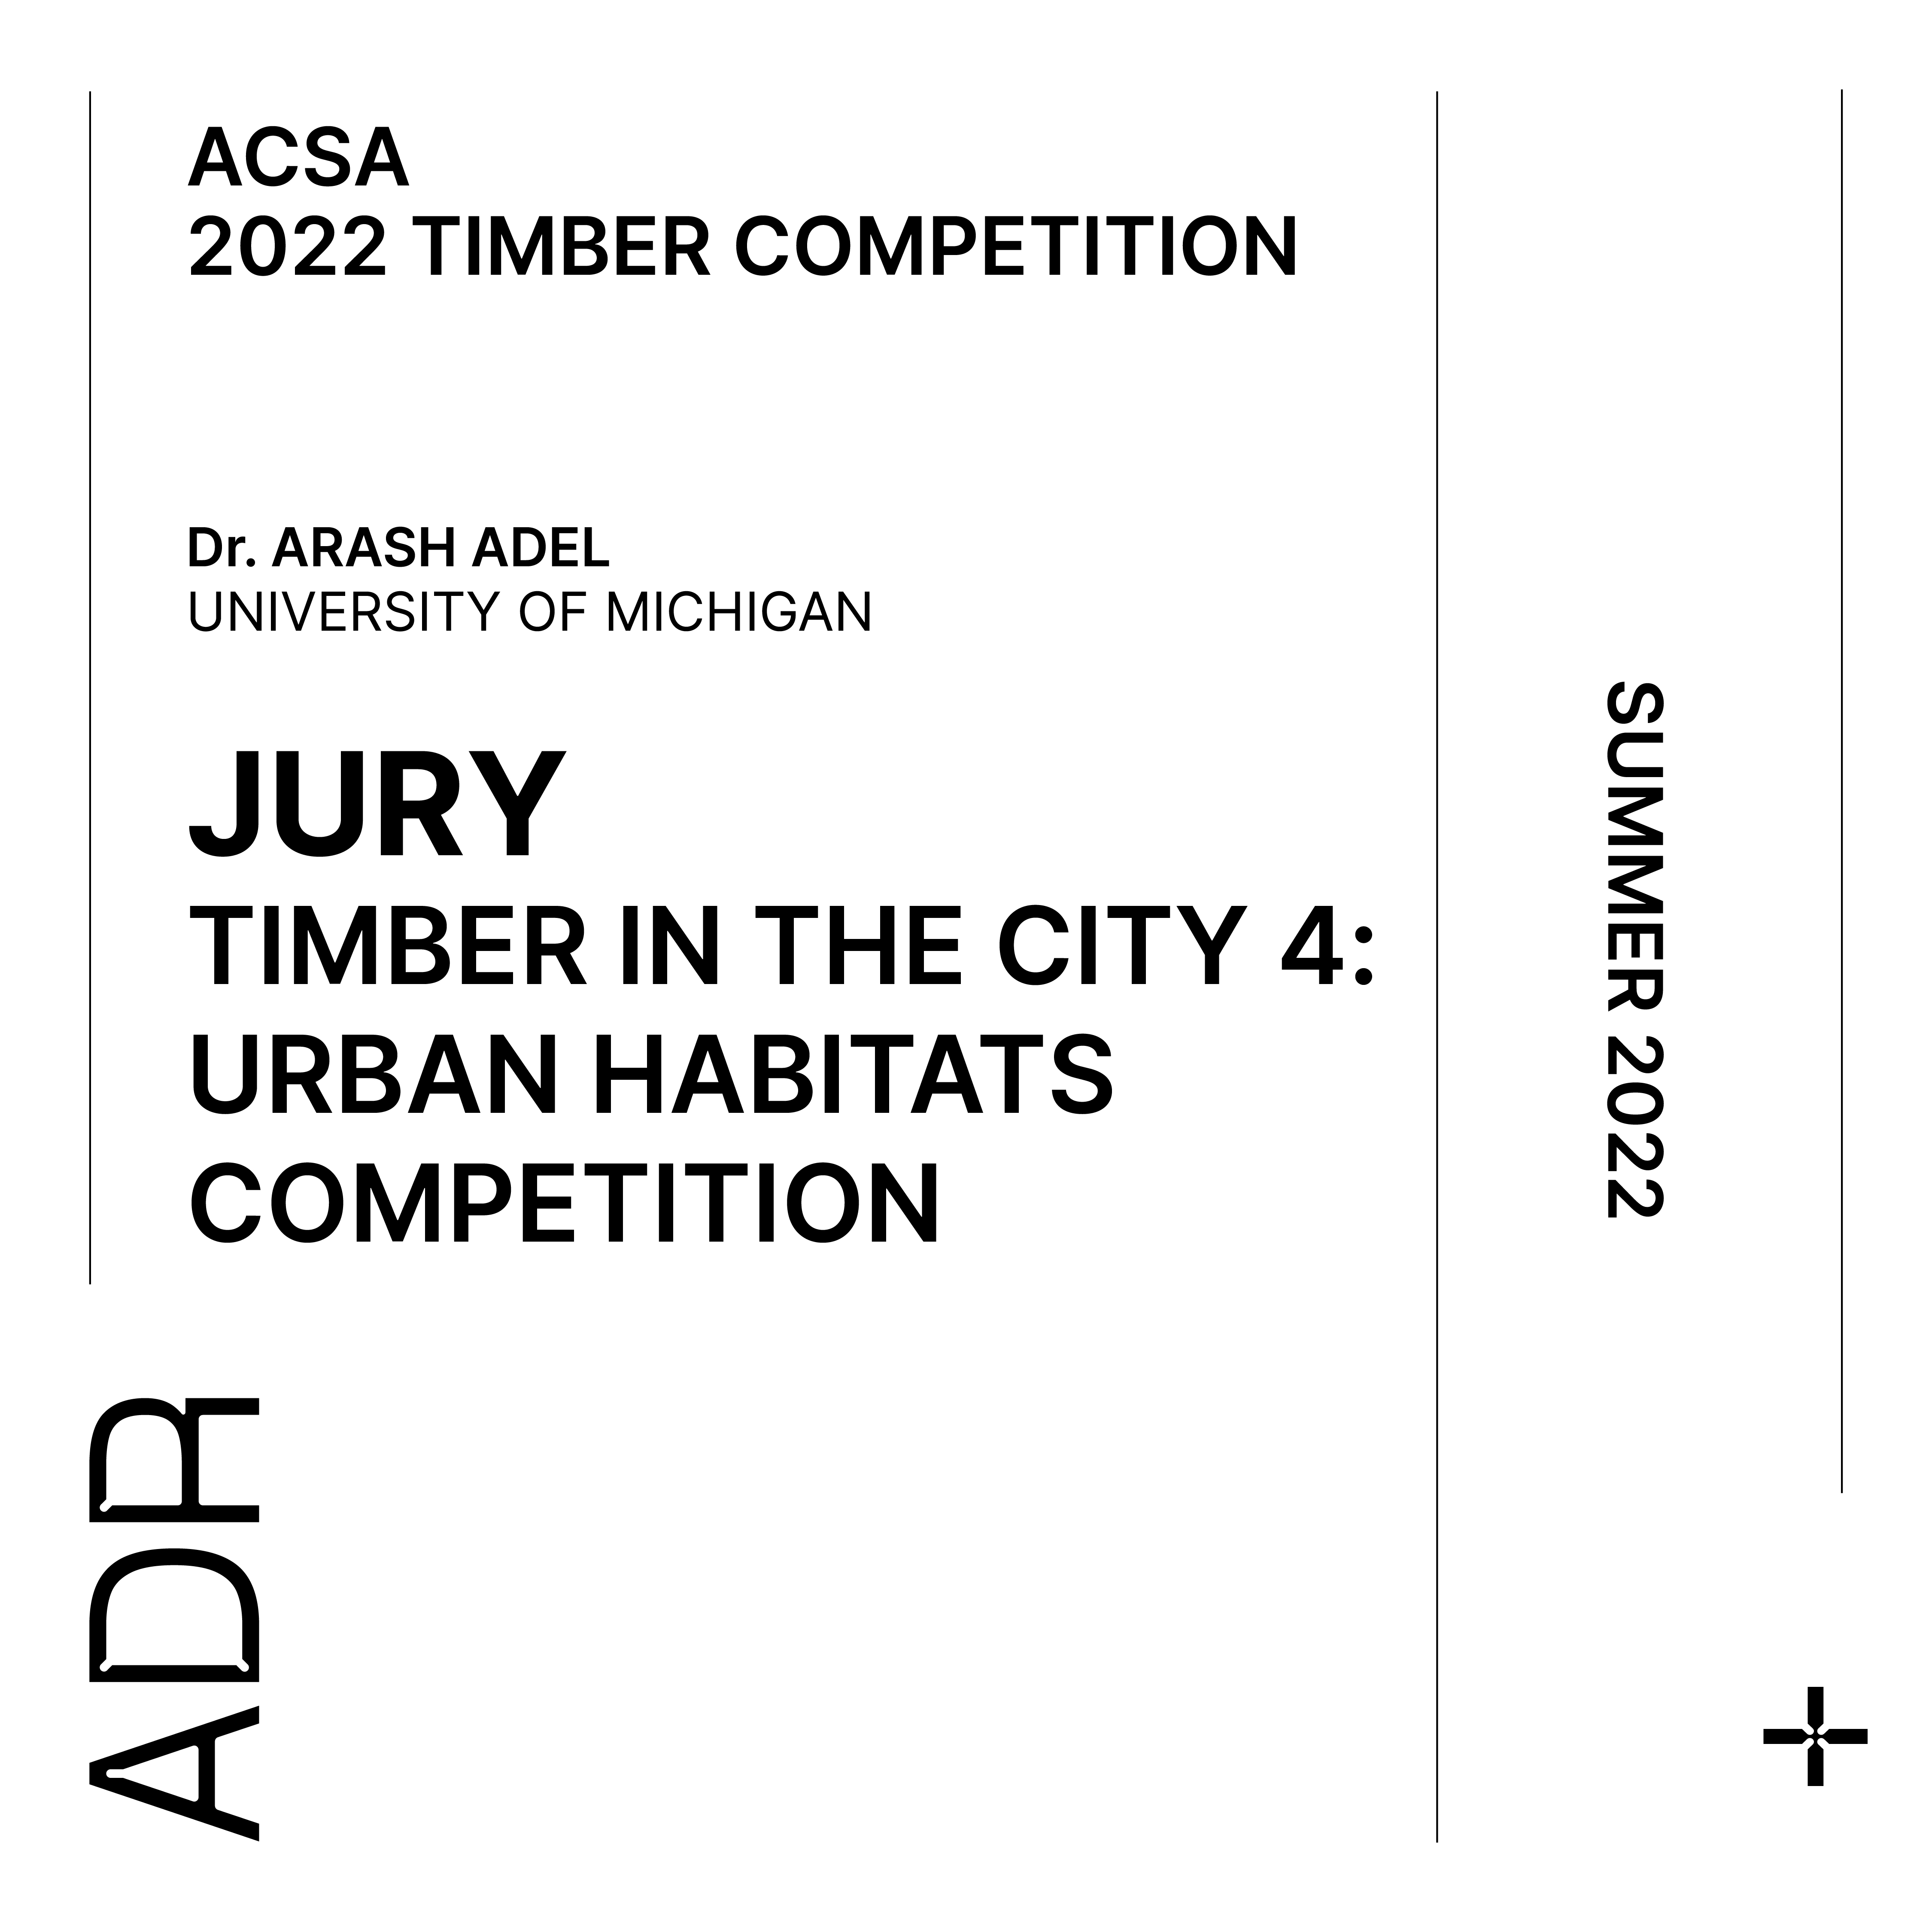 ACSA
2022 TIMBER COMPETITION
Dr. ARASH ADEL
UNIVERSITY OF MICHIGAN
JURY
TIMBER IN THE CITY 4:
URBAN HABITATS
COMPETITION
SUMMER 2022
ADR